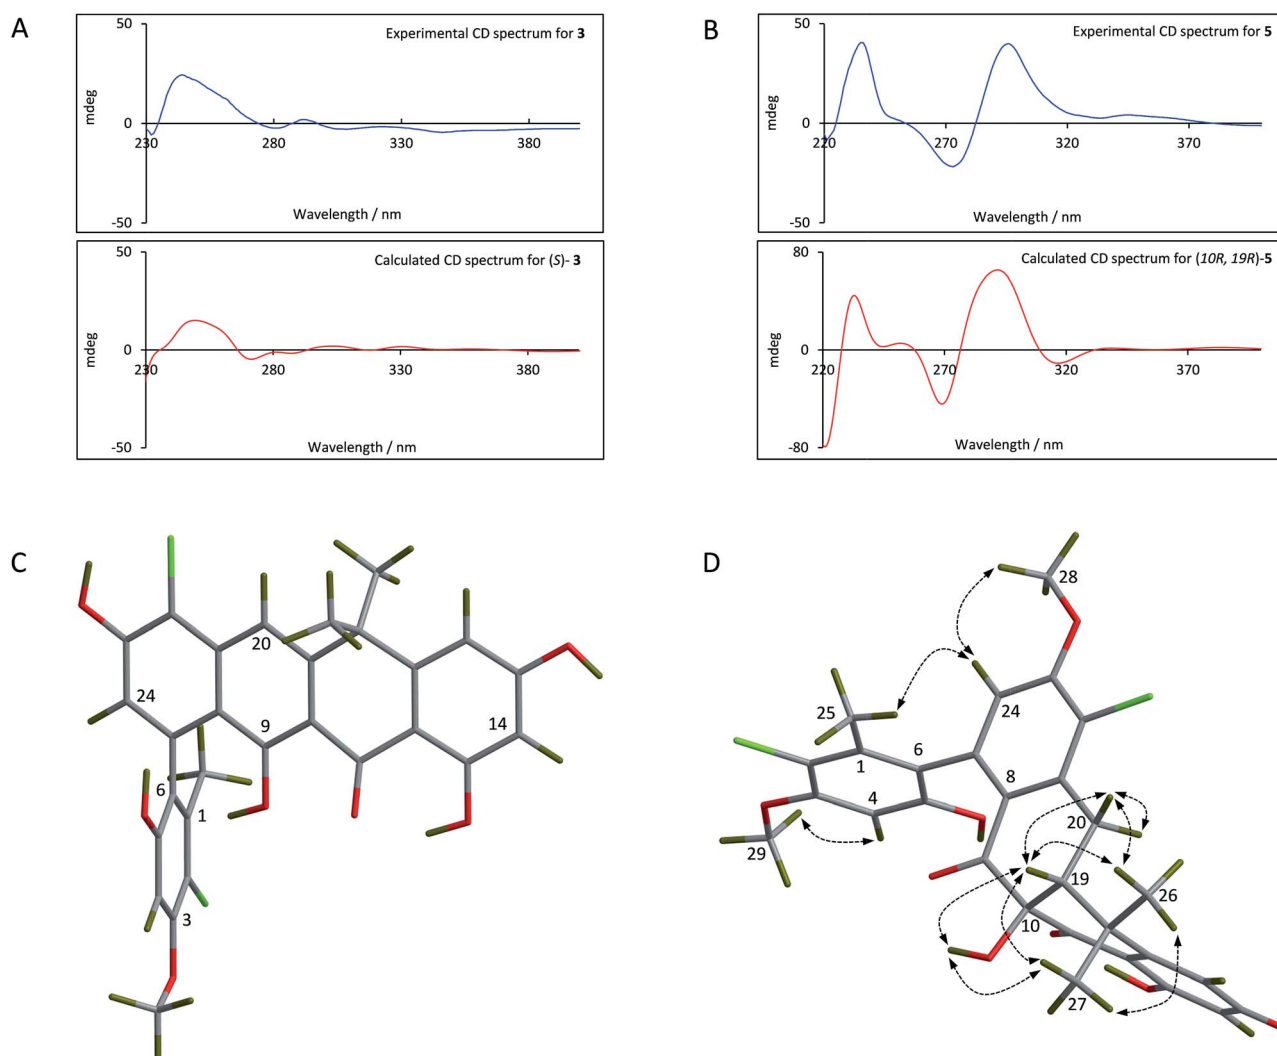 A
50
Experimental CD spectrum for 3
mdeg
0
230 280 330 380
Wavelength / nm
-50
50
Calculated CD spectrum for (S)- 3
mdeg
0
230 280 330 380
-50
Wavelength / nm
B
50
Experimental CD spectrum for 5
mdeg
0
220 270 320 370
Wavelength / nm
-50
80
Calculated CD spectrum for (10R, 19R)-5
mdeg
0
220 270 320 370
Wavelength / nm
-80
C
20
24
9
14
6
1
3
D
28
25
24
6
1
8
4
20
29
19
26
10
27